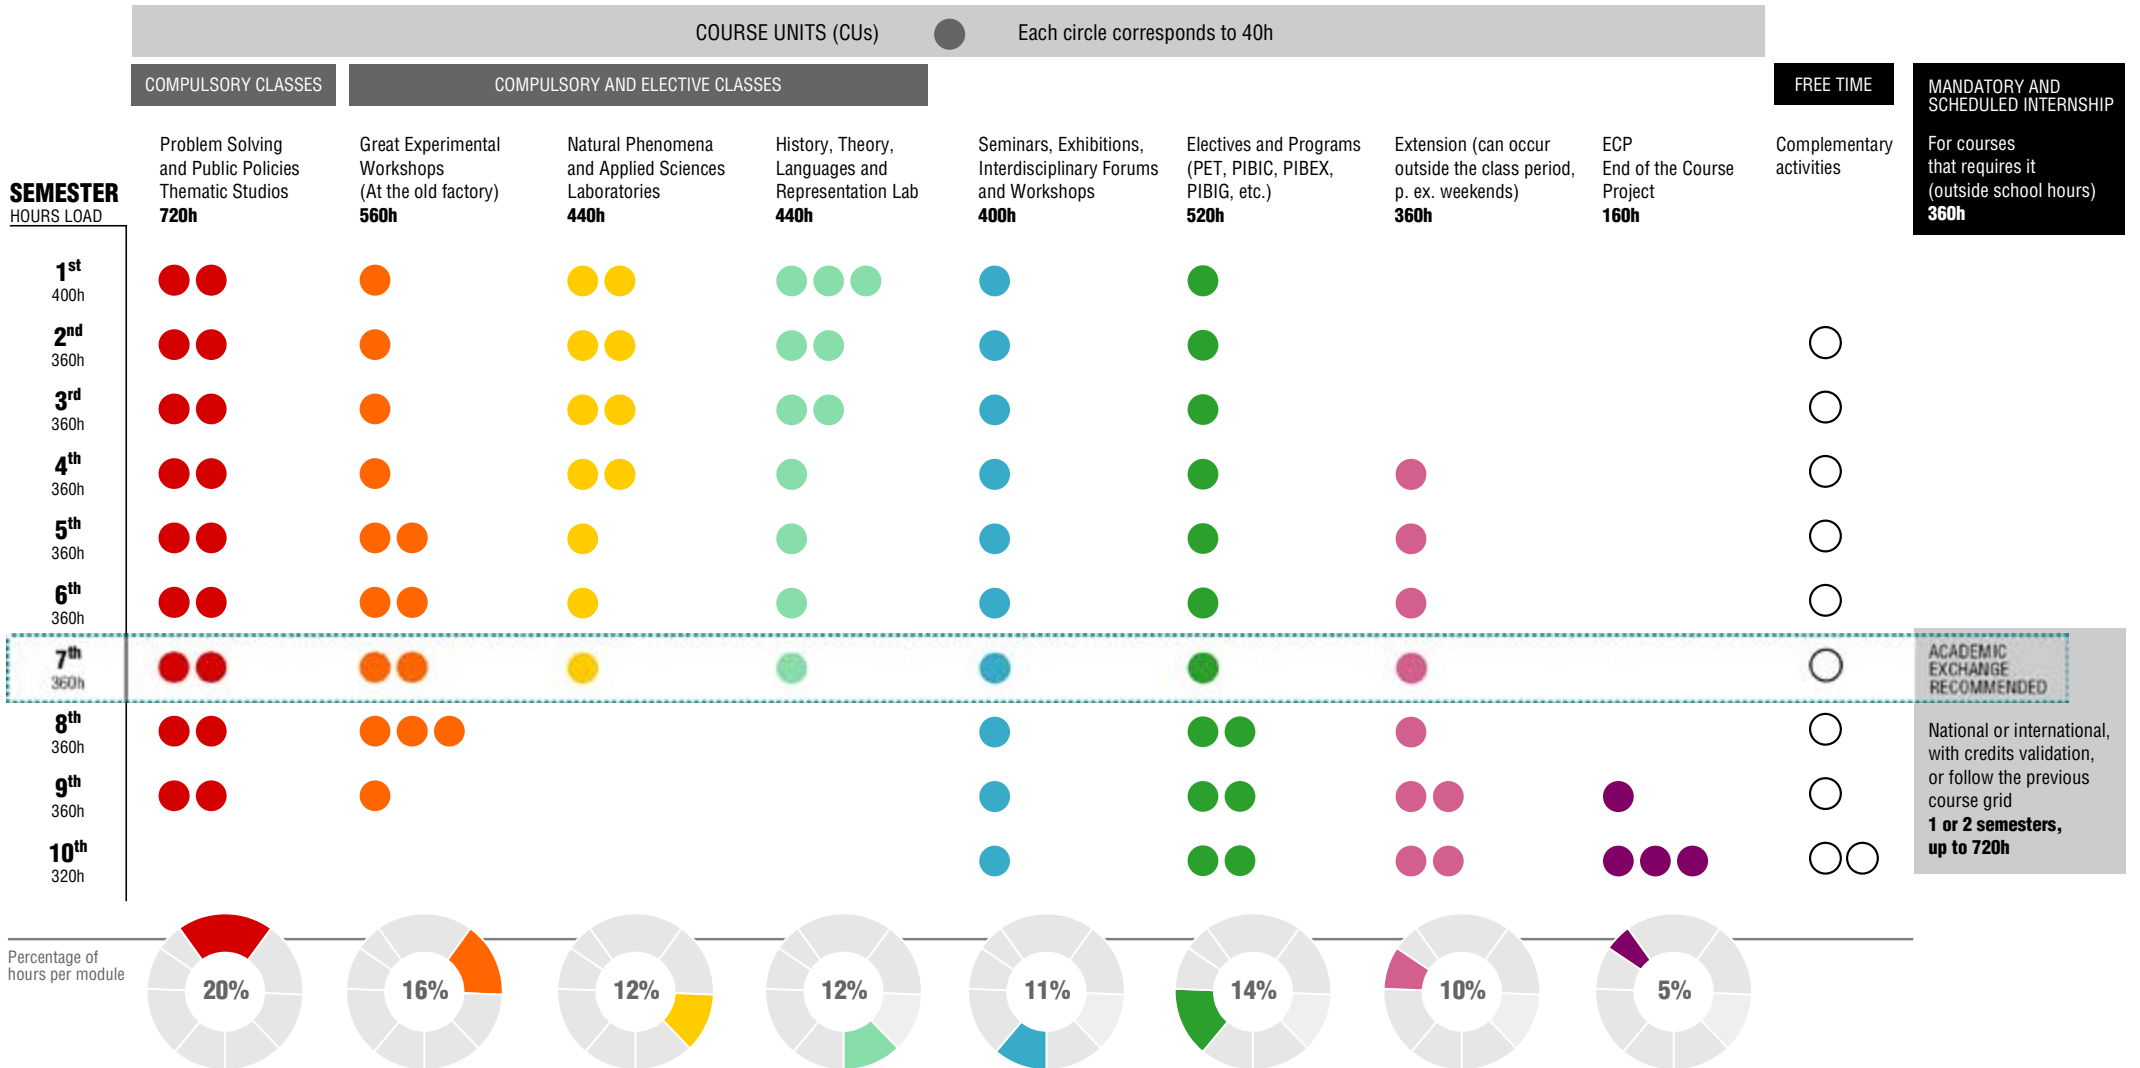 COURSE UNITS (CUs)
Each circle corresponds to 40h
COMPULSORY CLASSES
COMPULSORY AND ELECTIVE CLASSES
FREE TIME
MANDATORY AND
SCHEDULED INTERNSHIP
For courses
that requires it
(outside school hours)
360h
SEMESTER
HOURS LOAD
Problem Solving
and Public Policies
Thematic Studios
720h
Great Experimental
Workshops
(At the old factory)
560h
Natural Phenomena
and Applied Sciences
Laboratories
440h
History, Theory,
Languages and
Representation Lab
440h
Seminars, Exhibitions,
Interdisciplinary Forums
and Workshops
400h
Electives and Programs
(PET, PIBIC, PIBEX,
PIBIG, etc.)
520h
Extension (can occur
outside the class period,
p. ex. weekends)
360h
ECP
End of the Course
Project
160h
Complementary
activities
1st
400h
2nd
360h
3rd
360h
4th
360h
5th
360h
6th
360h
7th
360h
8th
360h
9th
360h
10th
320h
ACADEMIC
EXCHANGE
RECOMMENDED
National or international,
with credits validation,
or follow the previous
course grid
1 or 2 semesters,
up to 720h
Percentage of
hours per module
20%
16%
12%
12%
11%
14%
10%
5%